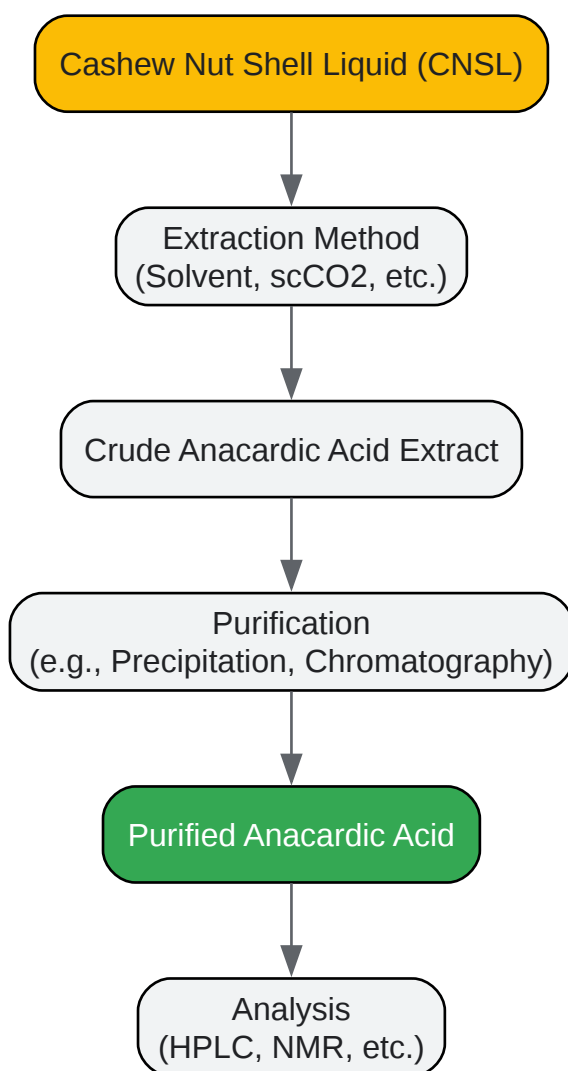 Cashew Nut Shell Liquid (CNSL)
Extraction Method
(Solvent, scCO2, etc.)
Crude Anacardic Acid Extract
Purification
(e.g., Precipitation, Chromatography)
Purified Anacardic Acid
Analysis
(HPLC, NMR, etc.)